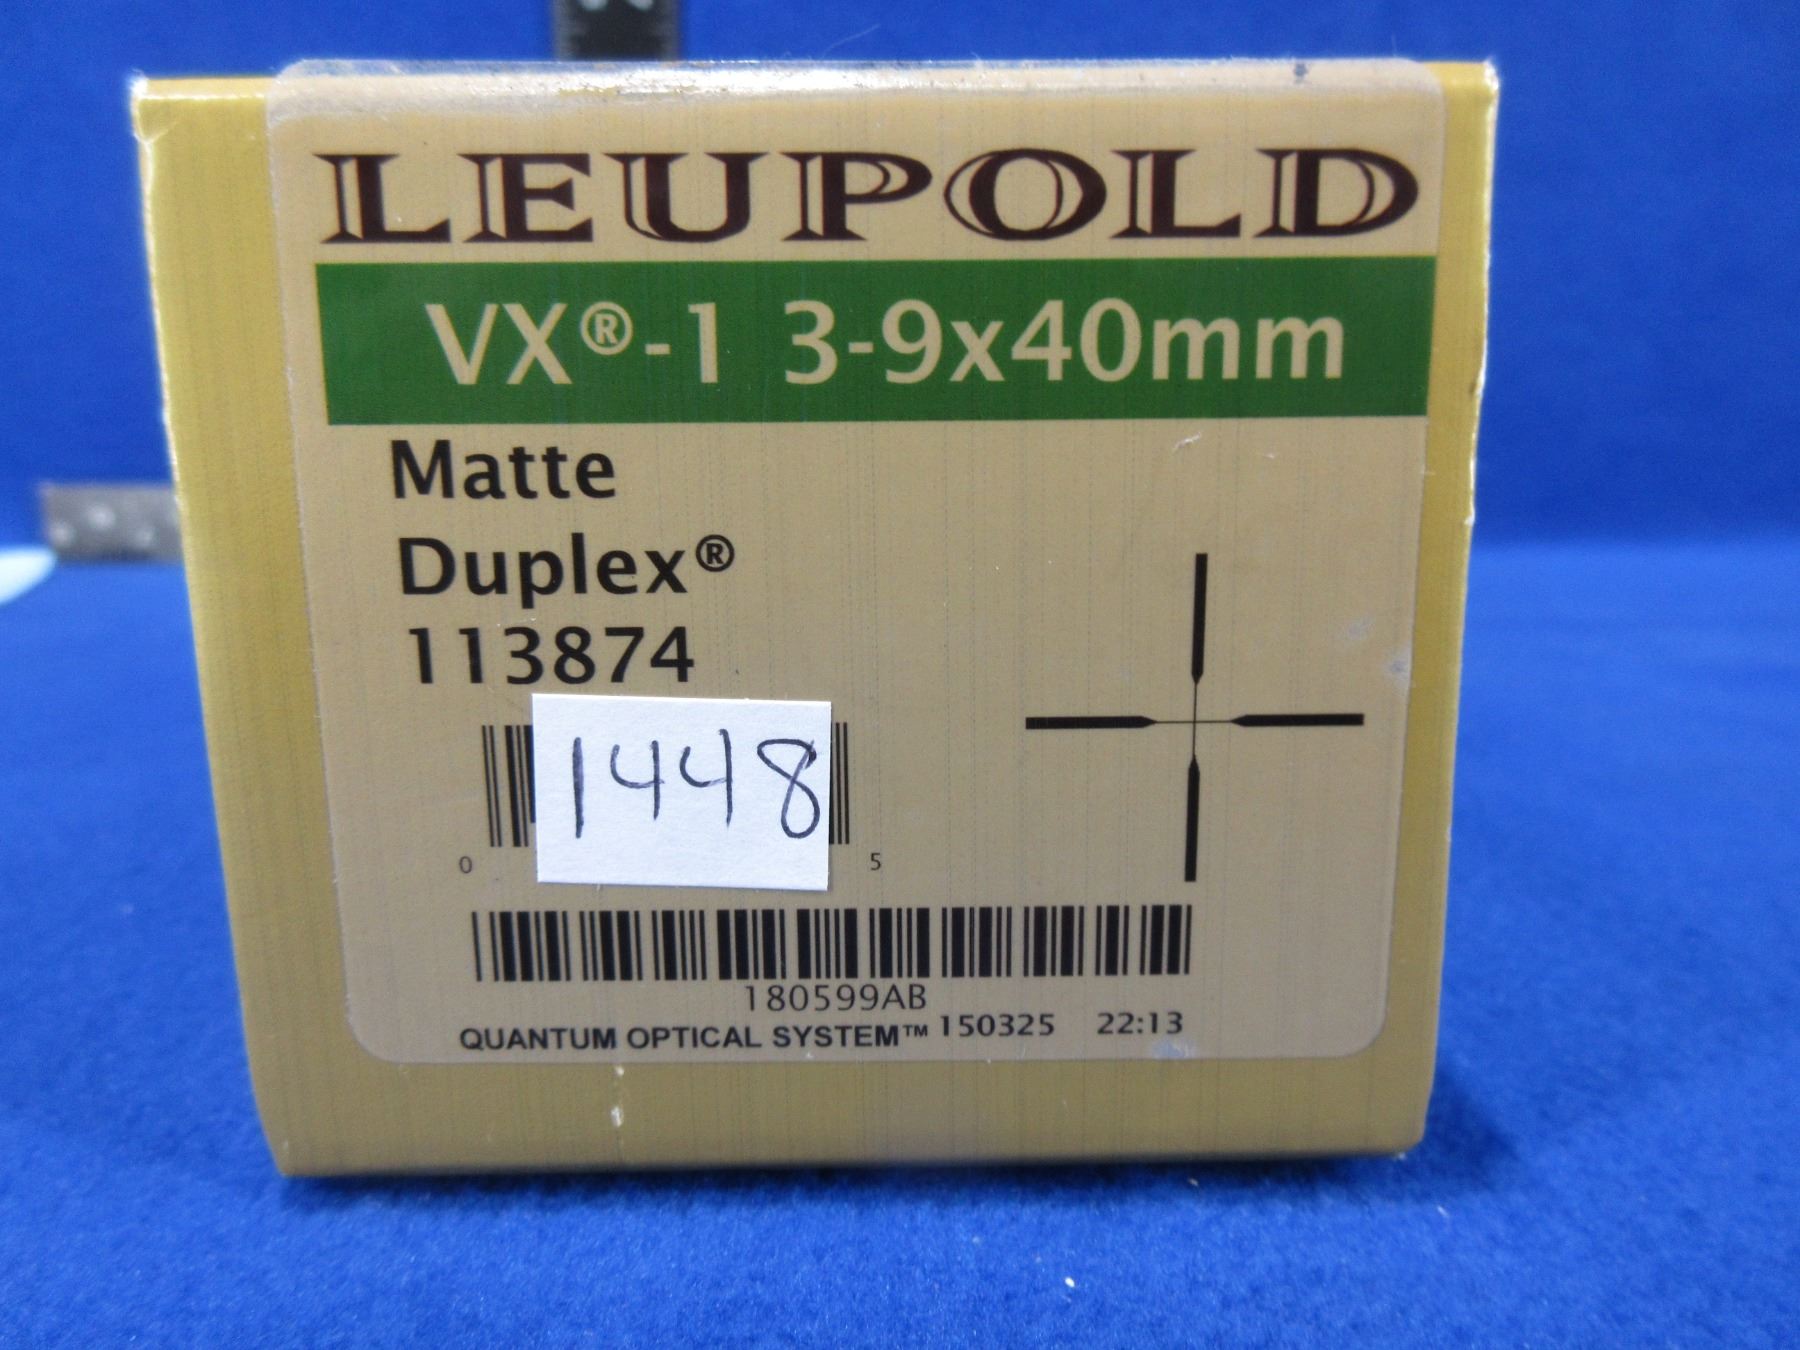 LEUPOLD
VX®-1 3-9x40mm
Matte
Duplex®
113874
1448
0 5
180599AB
QUANTUM OPTICAL SYSTEM™ 150325 22:13